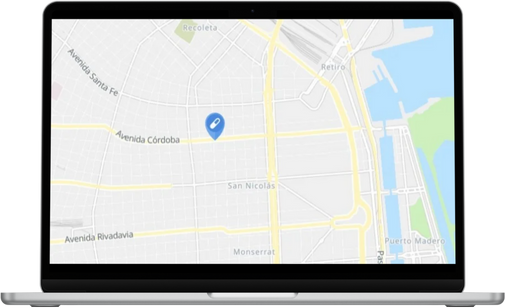 Recoleta
Retiro
Avenida Santa Fe
Avenida Córdoba
San Nicolás
Avenida Rivadavia
Puerto Madero
Monserrat
Pas